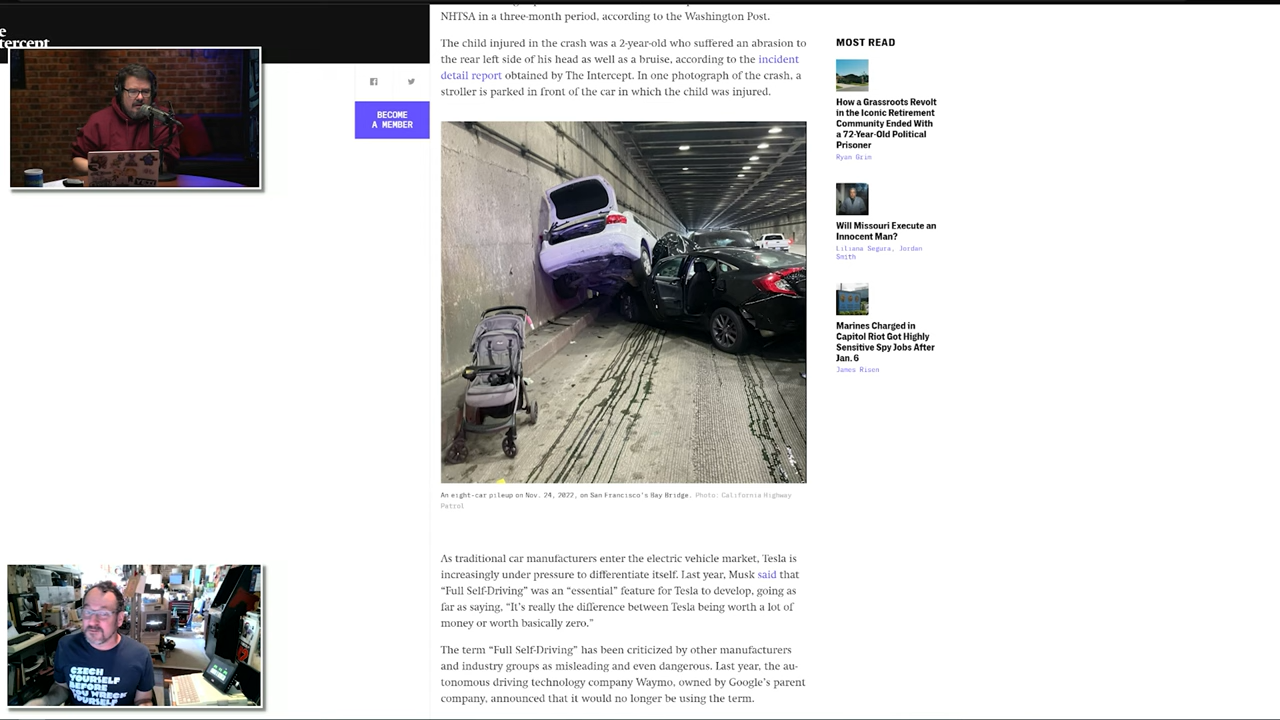 NHTSA in a three-month period, according to the Washington Post.
The child injured in the crash was a 2-year-old who suffered an abrasion to
the rear left side of his head as well as a bruise, according to the incident
detail report obtained by The Intercept. In one photograph of the crash, a
stroller is parked in front of the car in which the child was injured.
BECOME
A MEMBER
An eight-car pileup on Nov. 24, 2022, on San Francisco's Bay Bridge. Photo: California Highway
Patrol
As traditional car manufacturers enter the electric vehicle market, Tesla is
increasingly under pressure to differentiate itself. Last year, Musk said that
“Full Self-Driving” was an “essential” feature for Tesla to develop, going as
far as saying, “It’s really the difference between Tesla being worth a lot of
money or worth basically zero.”
The term “Full Self-Driving” has been criticized by other manufacturers
and industry groups as misleading and even dangerous. Last year, the au-
tonomous driving technology company Waymo, owned by Google’s parent
company, announced that it would no longer be using the term.
MOST READ
How a Grassroots Revolt
in the Iconic Retirement
Community Ended With
a 72-Year-Old Political
Prisoner
Ryan Grim
Will Missouri Execute an
Innocent Man?
Liliana Segura, Jordan
Smith
Marines Charged in
Capitol Riot Got Highly
Sensitive Spy Jobs After
Jan. 6
James Risen
CZECH
YOURSELF
BEFORE
YOU WRECK
YOURSELF